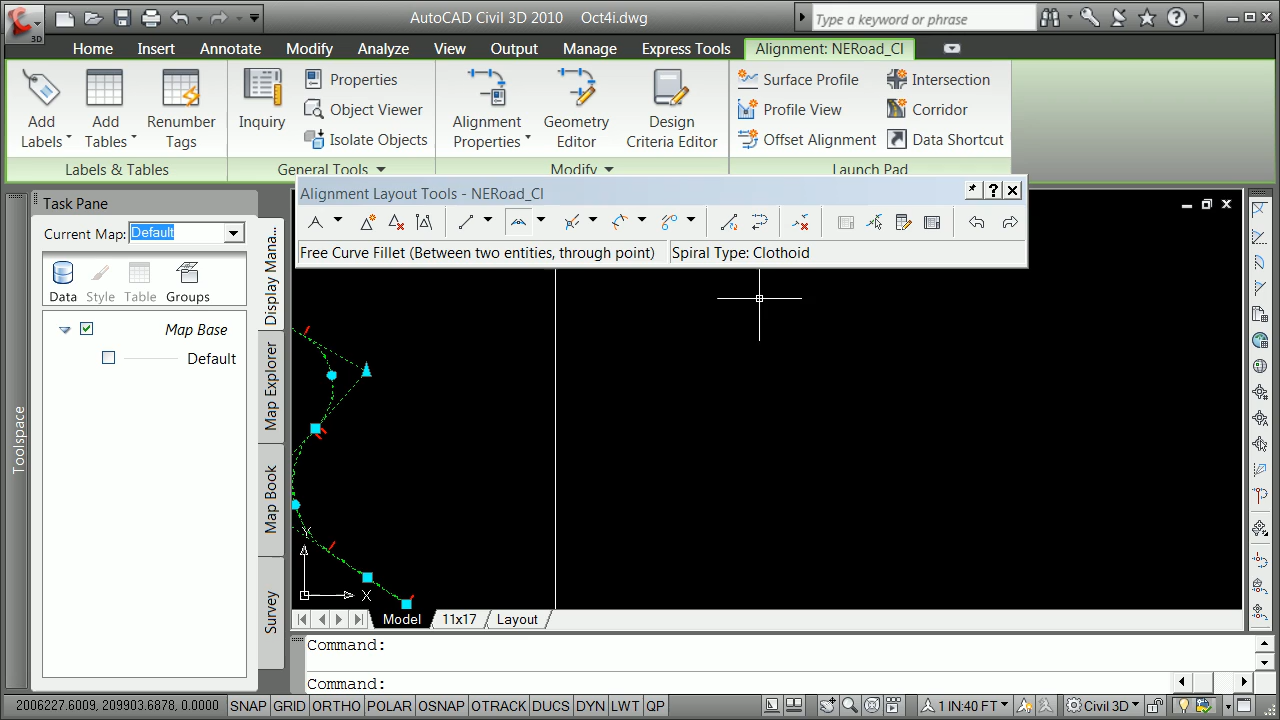 AutoCAD Civil 3D 2010 Oct4i.dwg
Type a keyword or phrase
3D
Home Insert Annotate Modify Analyze View Output Manage Express Tools Alignment: NERoad_Cl
Add Labels
Add Tables
Renumber Tags
Labels & Tables
Inquiry
Properties
Object Viewer
Isolate Objects
General Tools
Alignment Properties
Geometry Editor
Design Criteria Editor
Modify
Surface Profile
Profile View
Offset Alignment
Intersection
Corridor
Data Shortcut
Launch Pad
Alignment Layout Tools - NERoad_Cl
Free Curve Fillet (Between two entities, through point) Spiral Type: Clothoid
Toolspace
Task Pane
Current Map: Default
Data Style Table Groups
Map Base
Default
Display Mana...
Map Explorer
Map Book
Survey
Y
X
Model 11x17 Layout
Command:
Command:
2006227.6009, 209903.6878, 0.0000 SNAP GRID ORTHO POLAR OSNAP OTRACK DUCS DYN LWT QP 1 IN:40 FT Civil 3D